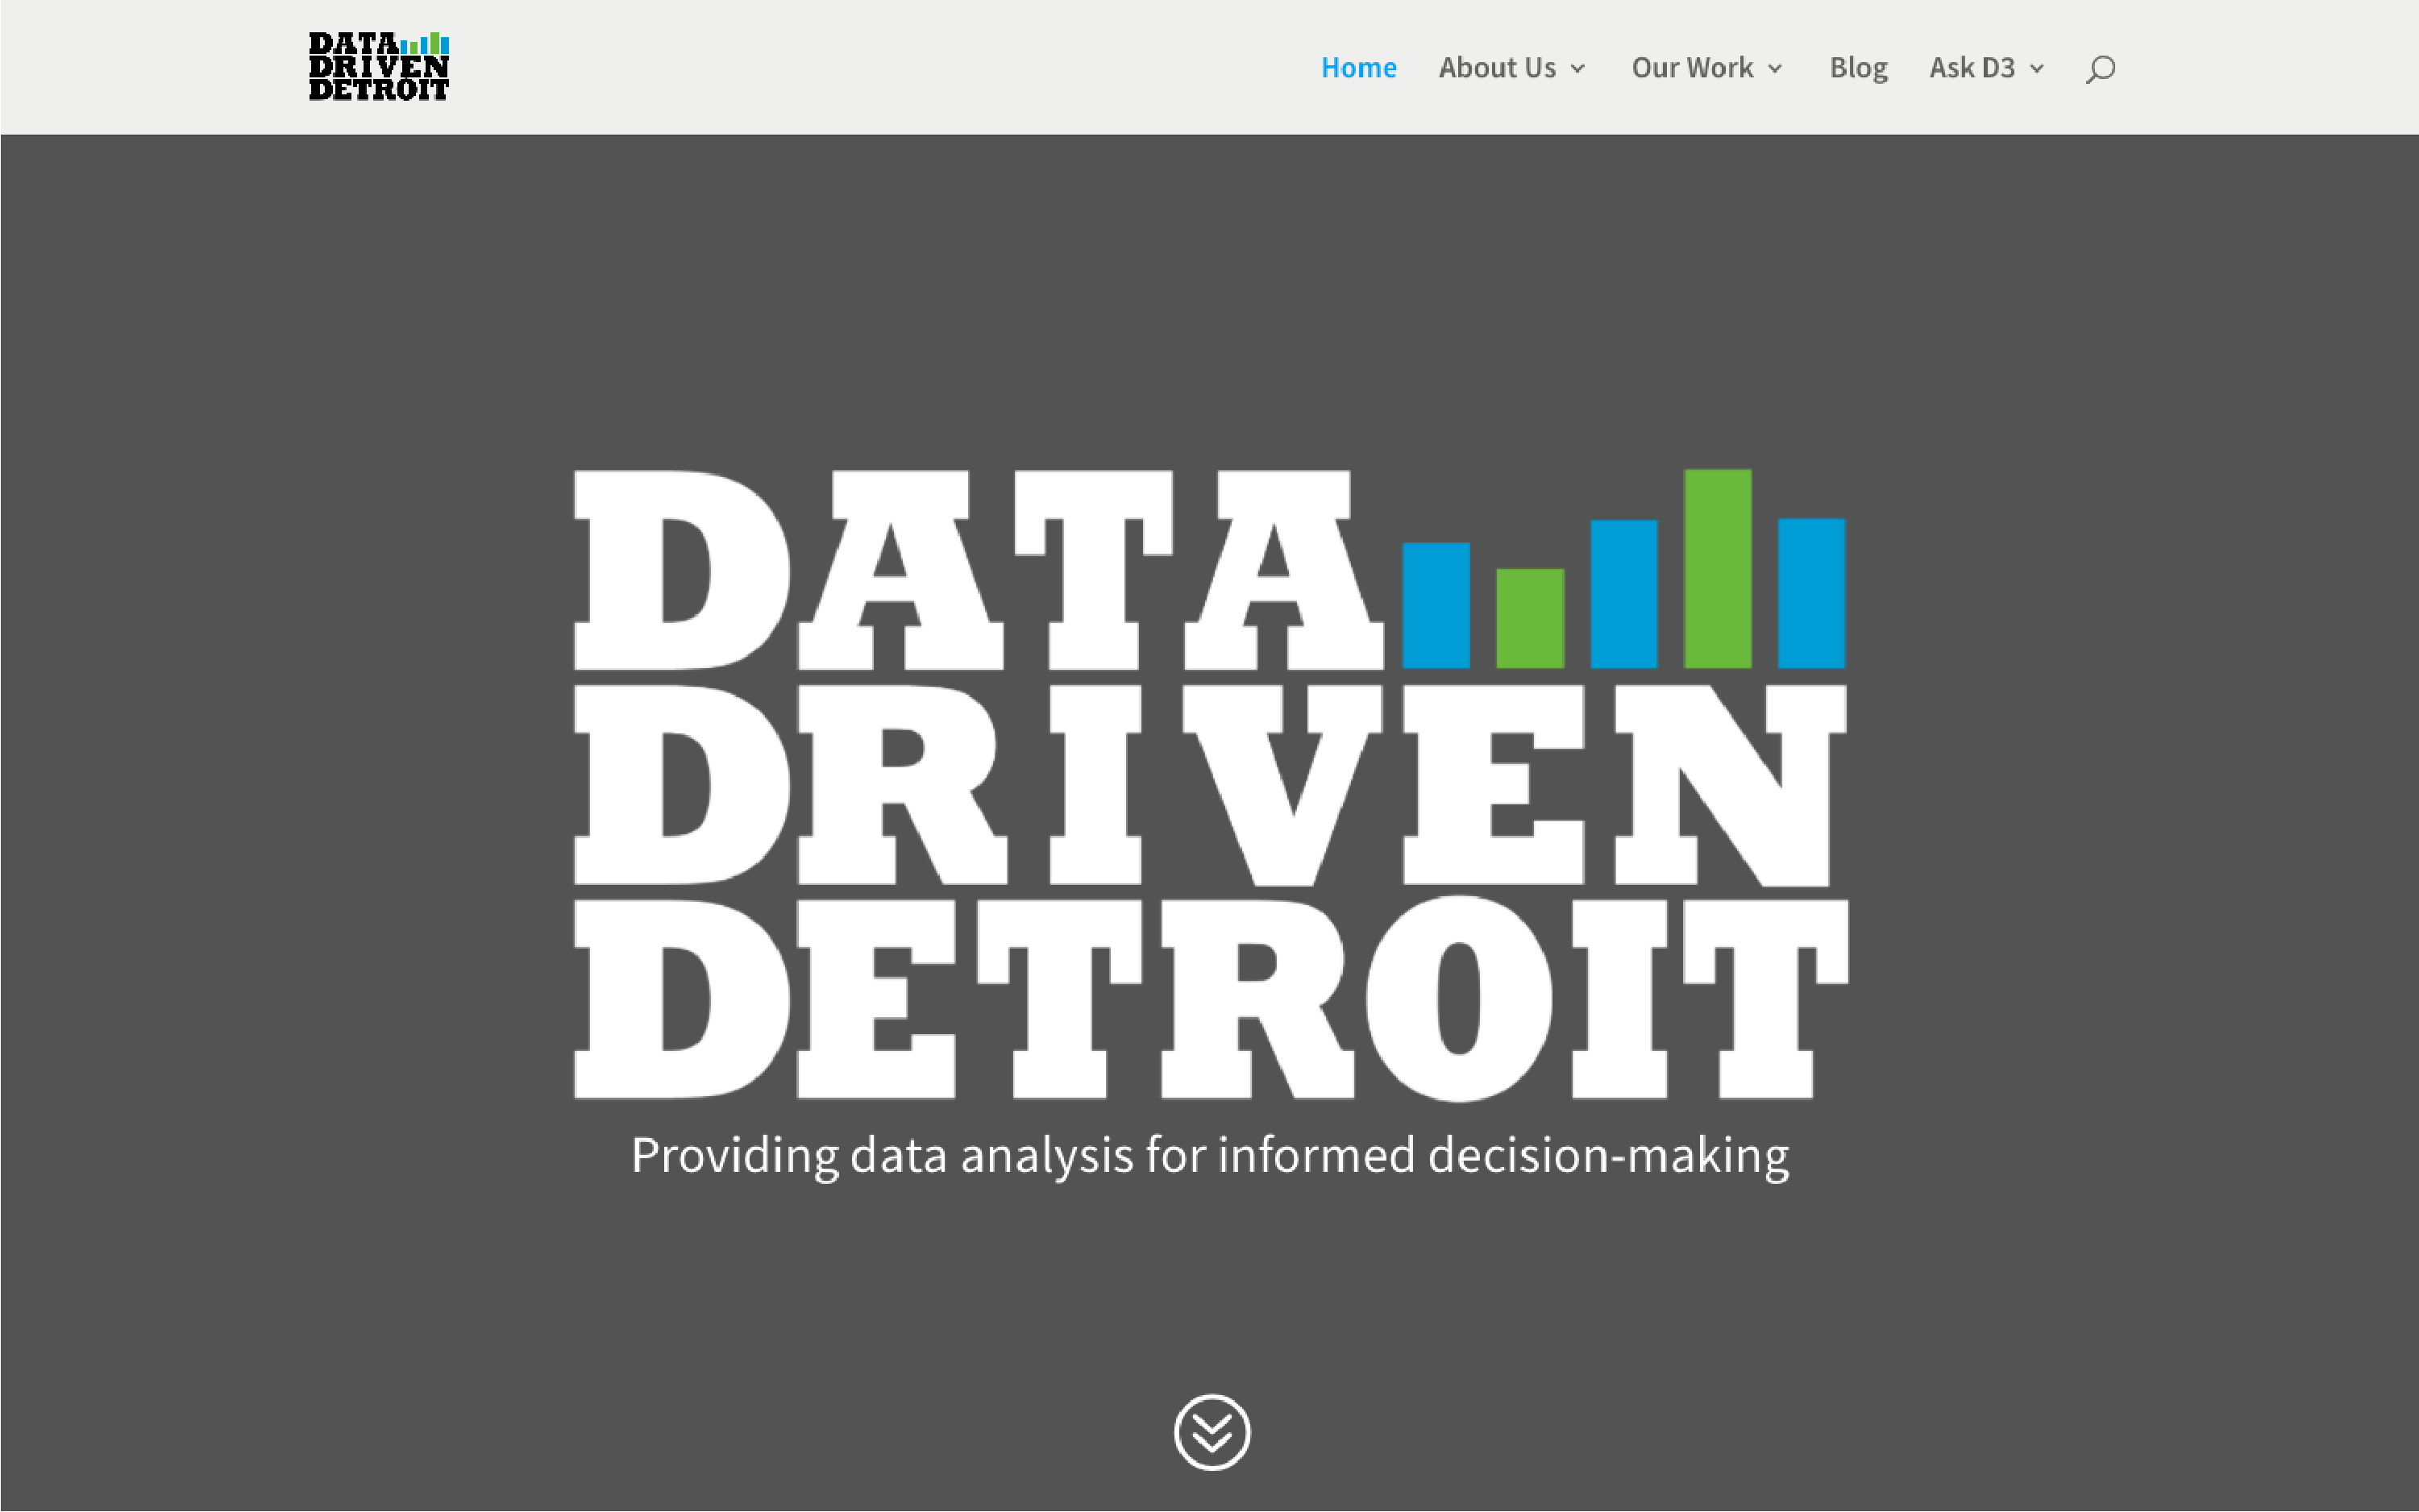 DATA
DRIVEN
DETROIT
Home About Us Our Work Blog Ask D3
DATA
DRIVEN
DETROIT
Providing data analysis for informed decision-making